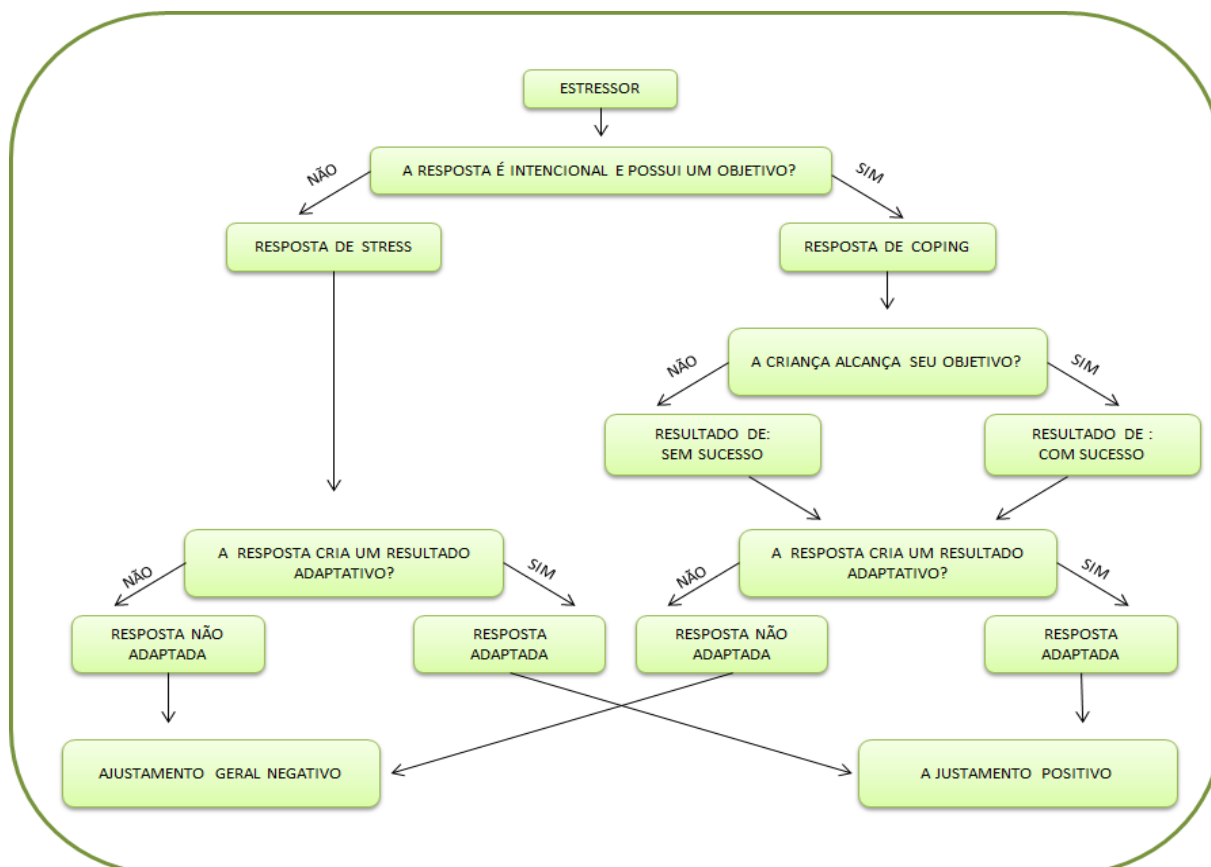 ESTRESSOR
A RESPOSTA É INTENCIONAL E POSSUI UM OBJETIVO?
NÃO
SIM
RESPOSTA DE STRESS
RESPOSTA DE COPING
A CRIANÇA ALCANÇA SEU OBJETIVO?
NÃO
SIM
RESULTADO DE:
SEM SUCESSO
RESULTADO DE :
COM SUCESSO
A RESPOSTA CRIA UM RESULTADO
ADAPTATIVO?
NÃO
SIM
A RESPOSTA CRIA UM RESULTADO
ADAPTATIVO?
NÃO
SIM
RESPOSTA NÃO
ADAPTADA
RESPOSTA
ADAPTADA
RESPOSTA NÃO
ADAPTADA
RESPOSTA
ADAPTADA
AJUSTAMENTO GERAL NEGATIVO
A JUSTAMENTO POSITIVO